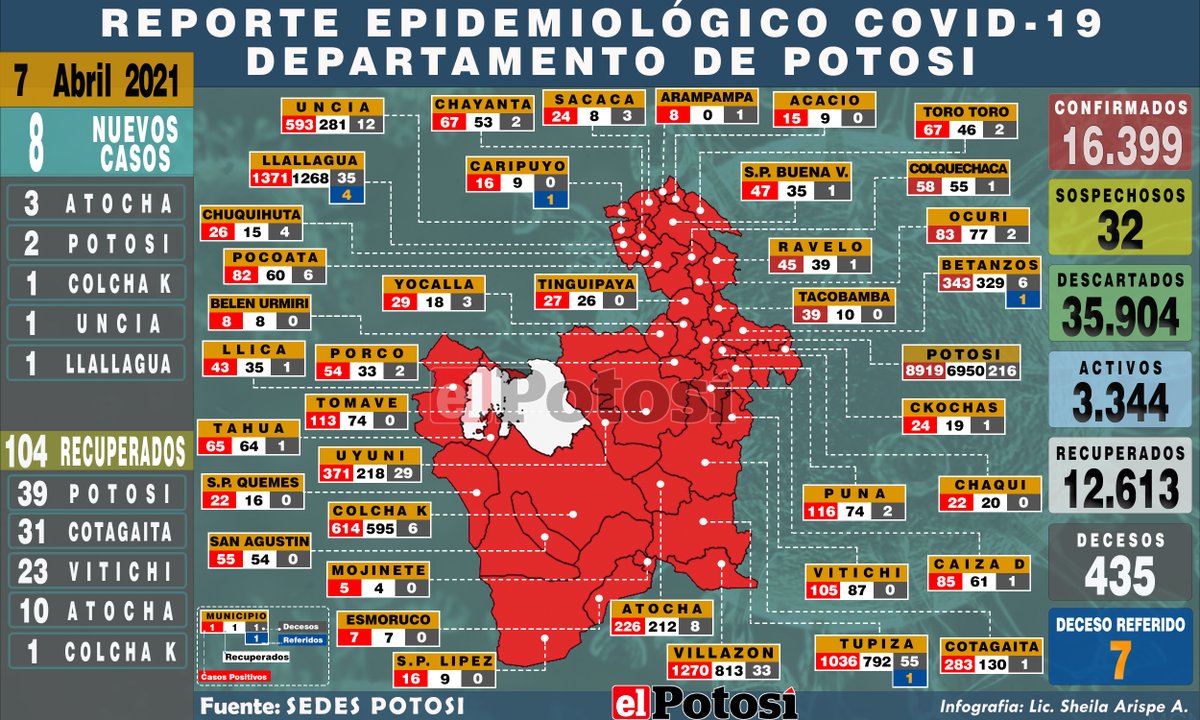 REPORTE EPIDEMIOLÓGICO COVID-19
DEPARTAMENTO DE POTOSI
7 Abril 2021
8 NUEVOS CASOS
3 ATOCHA
2 POTOSI
1 COLCHA K
1 UNCIA
1 LLALLAGUA
104 RECUPERADOS
39 POTOSI
31 COTAGAITA
23 VITICHI
10 ATOCHA
1 COLCHA K
UNCIA
593 281 12
CHAYANTA
67 53 2
SACACA
24 8 3
ARAMPAMPA
8 0 1
ACACIO
15 9 0
TORO TORO
67 46 2
LLALLAGUA
1371 1268 35
4
CARIPUYO
16 9 0
1
S.P. BUENA V.
47 35 1
COLQUECHACA
58 55 1
CHUQUIHUTA
26 15 4
OCURI
83 77 2
POCOATA
82 60 6
RAVELO
45 39 1
BETANZOS
343 329 6
1
YOCALLA
29 18 3
TINGUIPAYA
27 26 0
TACOBAMBA
39 10 0
BELEN URMIRI
8 8 0
LLICA
43 35 1
PORCO
54 33 2
POTOSI
8919 6950 216
TOMAVE
113 74 0
CKOCHAS
24 19 1
TAHUA
65 64 1
UYUNI
371 218 29
S.P. QUEMES
22 16 0
PUNA
116 74 2
CHAQUI
22 20 0
COLCHA K
614 595 6
SAN AGUSTIN
55 54 0
MOJINETE
5 4 0
VITICHI
105 87 0
CAIZA D
85 61 1
ESMORUCO
7 7 0
ATOCHA
226 212 8
S.P. LIPEZ
16 9 0
VILLAZON
1270 813 33
TUPIZA
1036 792 55
1
COTAGAITA
283 130 1
MUNICIPIO
1 1 1 Decesos
1 Referidos
Recuperados
Casos Positivos
el Potosí
CONFIRMADOS
16.399
SOSPECHOSOS
32
DESCARTADOS
35.904
ACTIVOS
3.344
RECUPERADOS
12.613
DECESOS
435
DECESO REFERIDO
7
Fuente: SEDES POTOSI
el Potosí
Infografia: Lic. Sheila Arispe A.